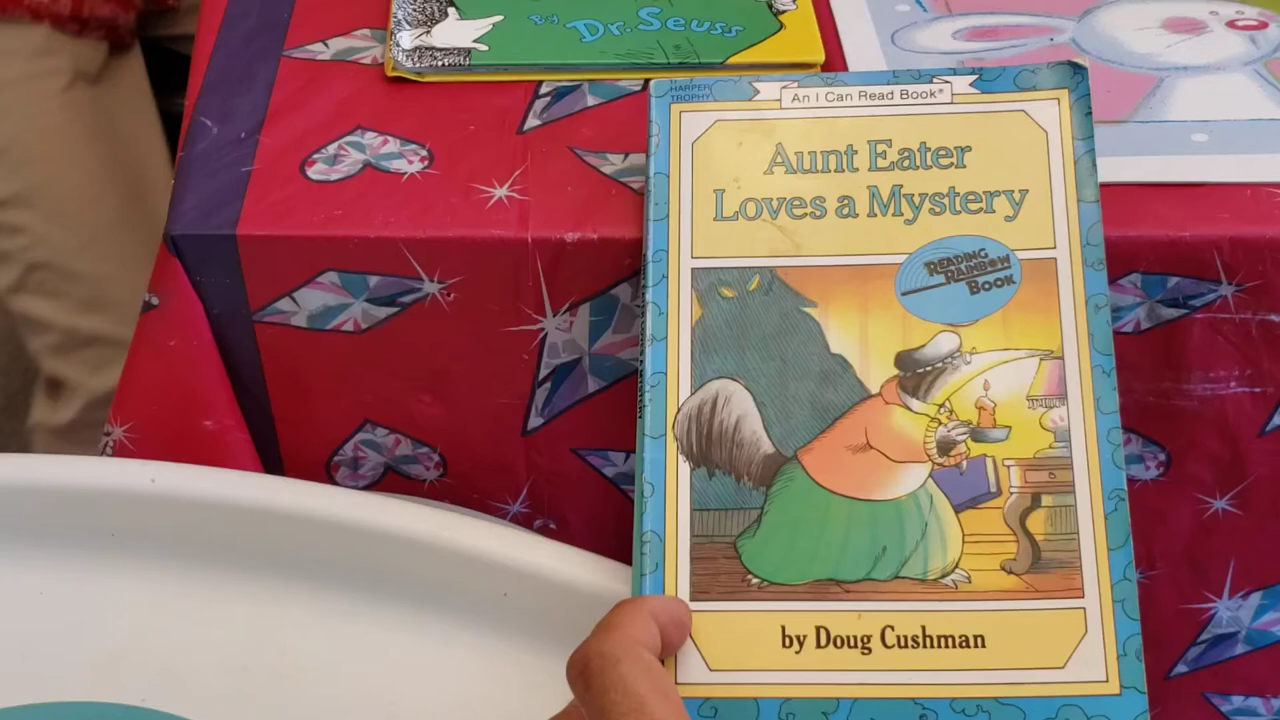 By Dr. Seuss
HARPER
TROPHY
An I Can Read Book®
Aunt Eater
Loves a Mystery
READING
RAINBOW
BOOK
by Doug Cushman